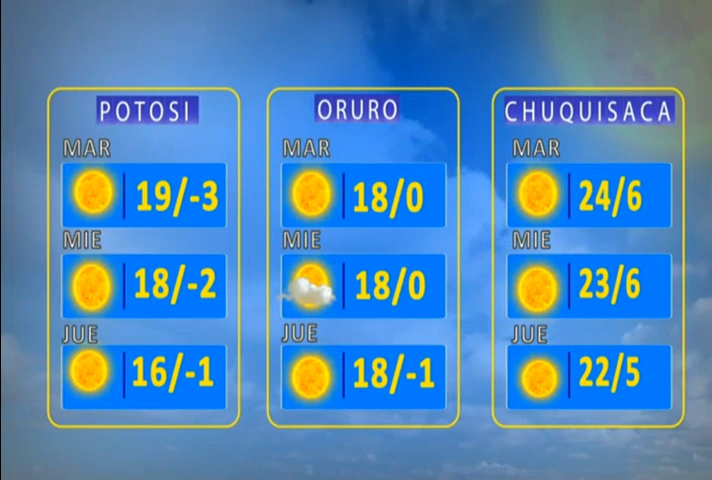 POTOSI
MAR
19/-3
MIE
18/-2
JUE
16/-1
ORURO
MAR
18/0
MIE
18/0
JUE
18/-1
CHUQUISACA
MAR
24/6
MIE
23/6
JUE
22/5